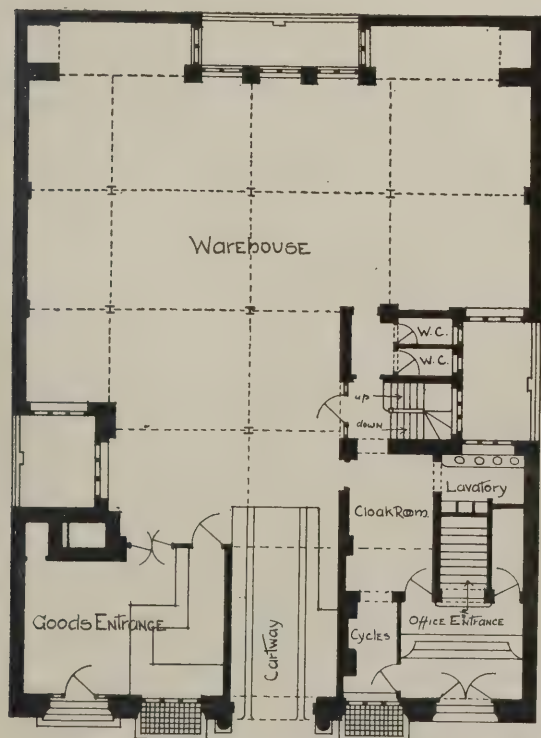 Warehouse
W.C.
W.C.
up
down
Lavatory
Cloak Room
Goods Entrance
Cartway
Cycles
Office Entrance